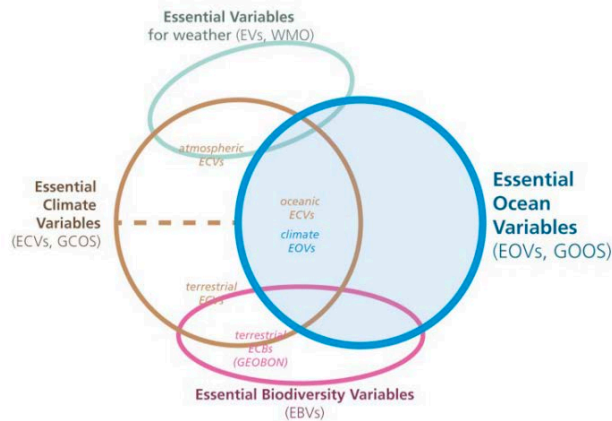 Essential Variables
for weather (EVs, WMO)
atmospheric
ECVs
Essential
Climate
Variables
(ECVs, GCOS)
oceanic
ECVs
climate
EOVs
Essential
Ocean
Variables
(EOVs, GOOS)
terrestrial
ECVs
terrestrial
ECBs
(GEOBON)
Essential Biodiversity Variables
(EBVs)